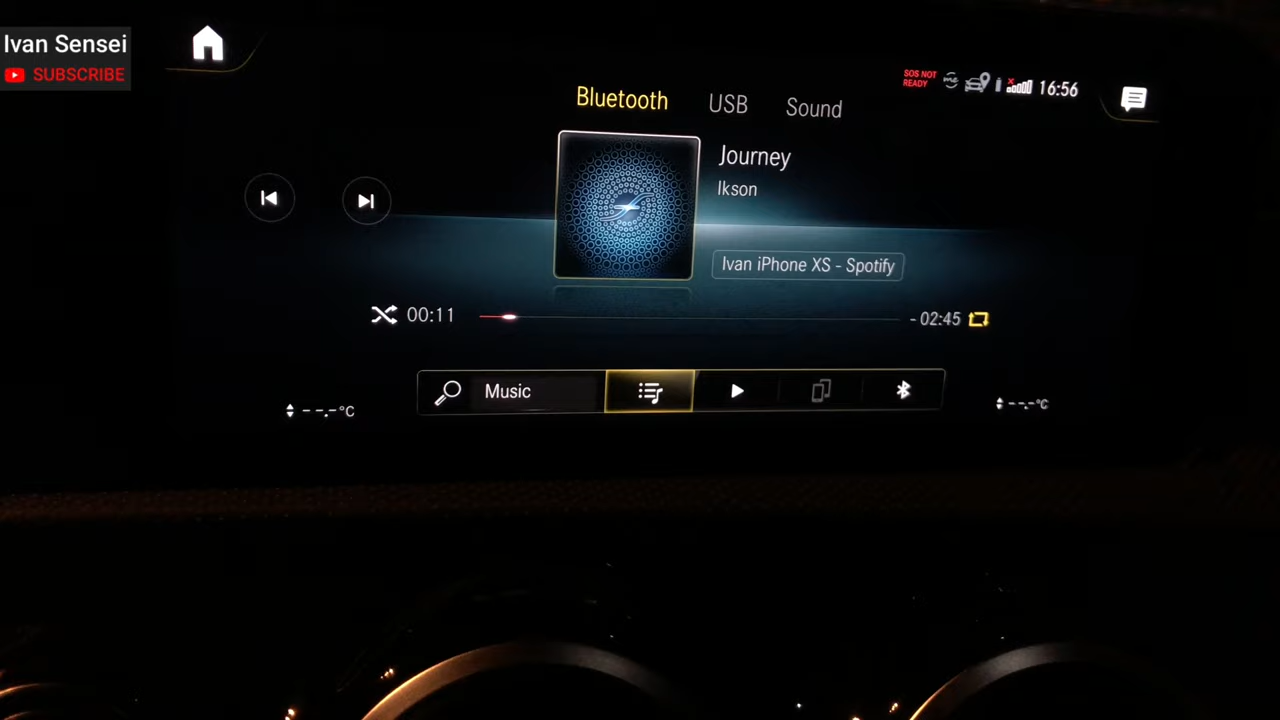 Ivan Sensei
SUBSCRIBE
SOS NOT
READY
me
16:56
Bluetooth USB Sound
Journey
Ikson
Ivan iPhone XS - Spotify
00:11
- 02:45
Music
--.-°C
--.-°C